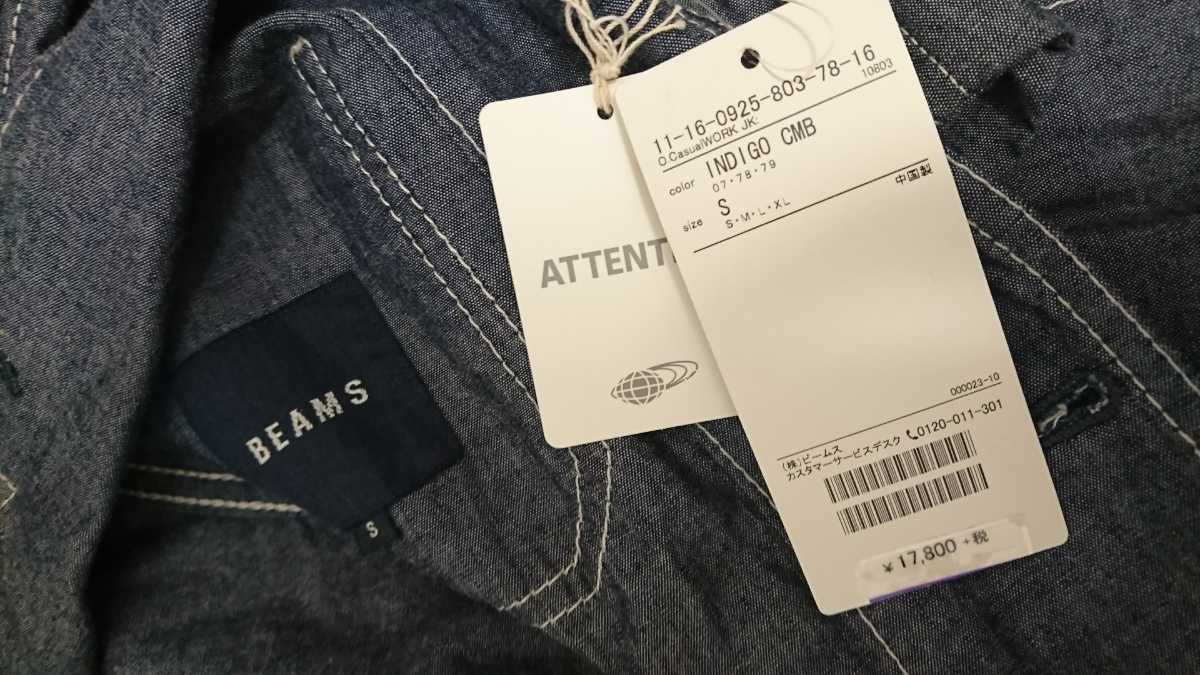 BEAMS
S
ATTENT
11-16-0925-803-78-16
O.CasualWORK JK: 10803
color INDIGO CMB
07・78・79
size S 中国製
S・M・L・XL
000023-10
(株)ビームス
カスタマーサービスデスク 0120-011-301
¥17,800 +税